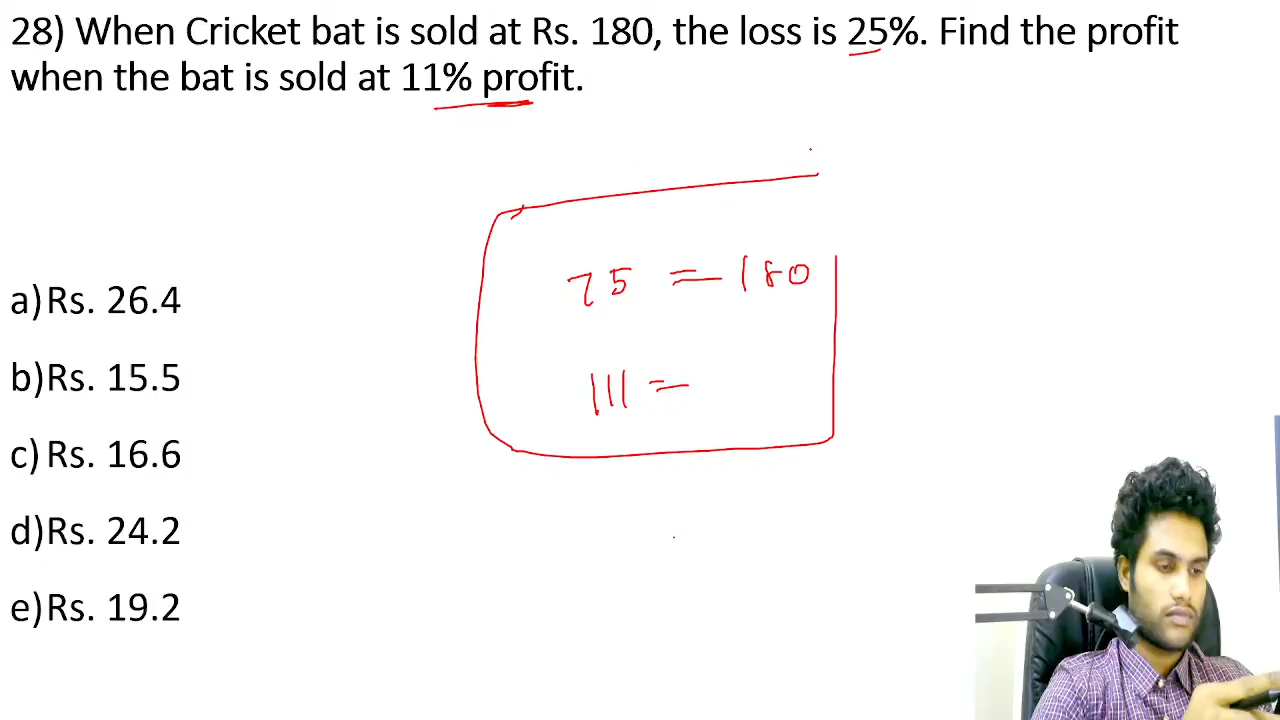 28) When Cricket bat is sold at Rs. 180, the loss is 25%. Find the profit
when the bat is sold at 11% profit.
75 = 180
111 =
a) Rs. 26.4
b) Rs. 15.5
c) Rs. 16.6
d) Rs. 24.2
e) Rs. 19.2